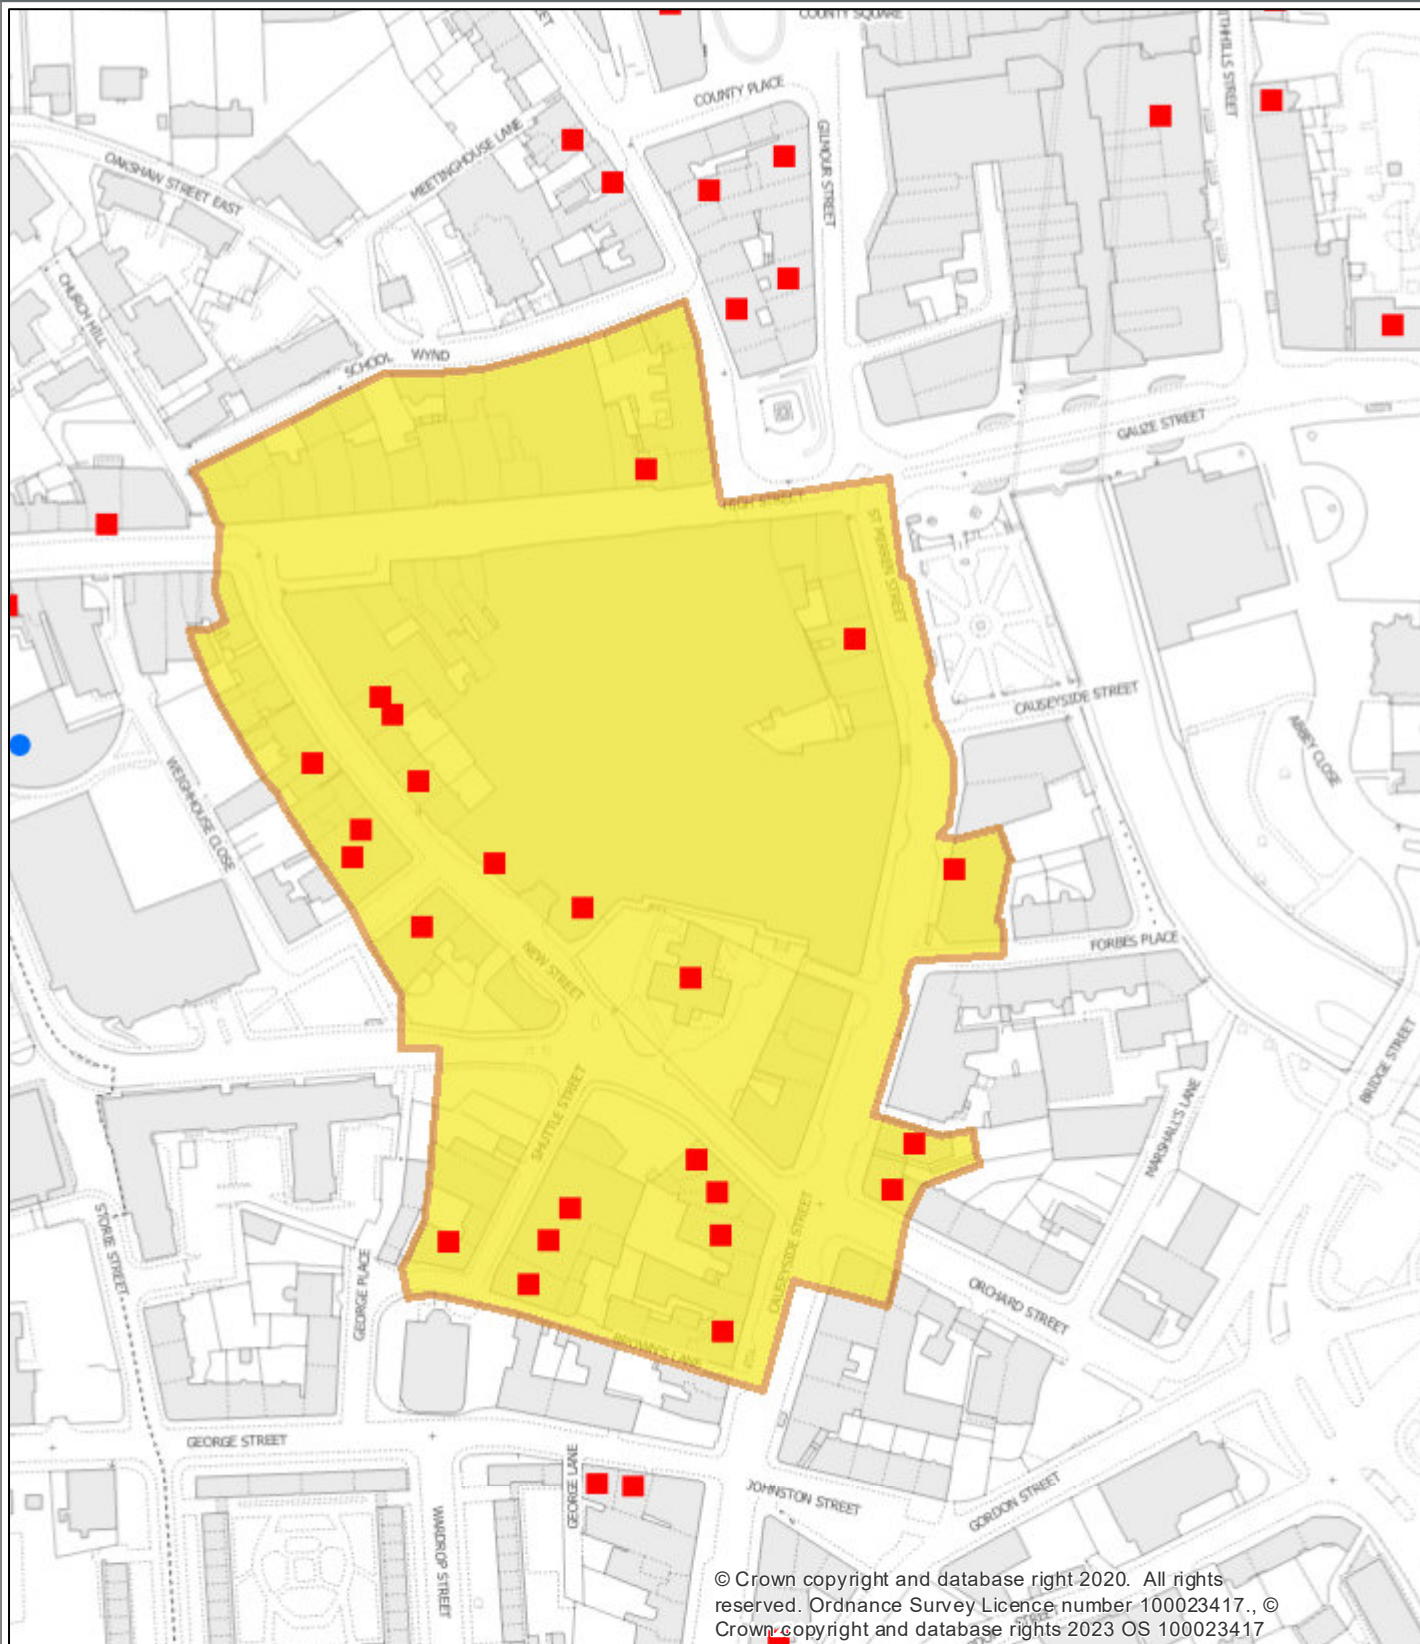 COUNTY SQUARE
COUNTY PLACE
GILMOUR STREET
MEETINGHOUSE LANE
OAKSHAW STREET EAST
CHURCH HILL
SCHOOL WYND
GAUZE STREET
HIGH STREET
ST MIRREN STREET
CAUSEYSIDE STREET
ABBEY CLOSE
WEIGHHOUSE CLOSE
FORBES PLACE
NEW STREET
BRIDGE STREET
SHUTTLE STREET
MARSHALL'S LANE
STORIE STREET
GEORGE PLACE
CAUSEYSIDE STREET
ORCHARD STREET
BROWN'S LANE
GEORGE STREET
GEORGE LANE
JOHNSTON STREET
GORDON STREET
WARDROP STREET
© Crown copyright and database right 2020. All rights
reserved. Ordnance Survey Licence number 100023417., ©
Crown copyright and database rights 2023 OS 100023417